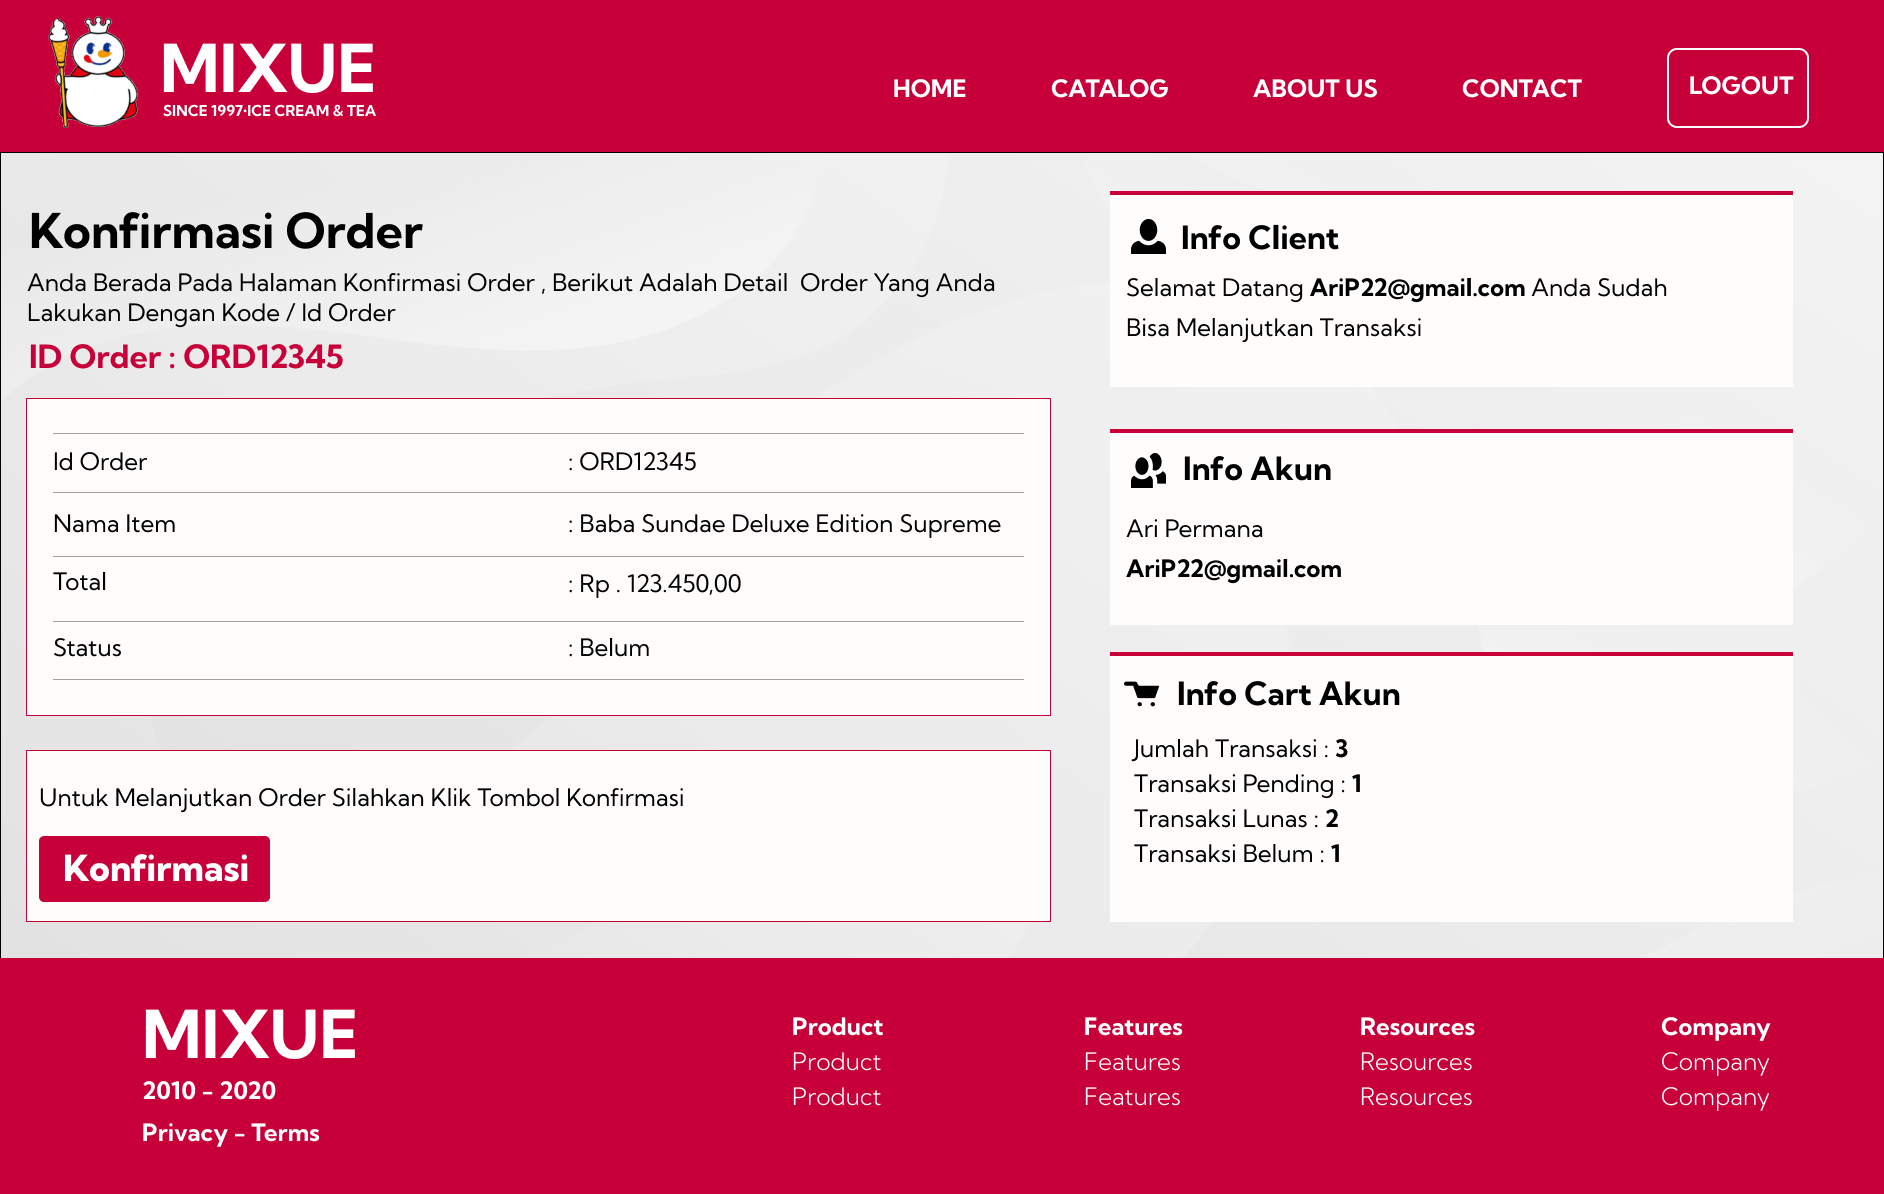 MIXUE
SINCE 1997·ICE CREAM & TEA
HOME
CATALOG
ABOUT US
CONTACT
LOGOUT
Konfirmasi Order
Anda Berada Pada Halaman Konfirmasi Order , Berikut Adalah Detail  Order Yang Anda
Lakukan Dengan Kode / Id Order
ID Order : ORD12345
Id Order : ORD12345
Nama Item : Baba Sundae Deluxe Edition Supreme
Total : Rp . 123.450,00
Status : Belum
Untuk Melanjutkan Order Silahkan Klik Tombol Konfirmasi
Konfirmasi
Info Client
Selamat Datang AriP22@gmail.com Anda Sudah
Bisa Melanjutkan Transaksi
Info Akun
Ari Permana
AriP22@gmail.com
Info Cart Akun
Jumlah Transaksi : 3
Transaksi Pending : 1
Transaksi Lunas : 2
Transaksi Belum : 1
MIXUE
2010 - 2020
Privacy - Terms
Product
Product
Product
Features
Features
Features
Resources
Resources
Resources
Company
Company
Company